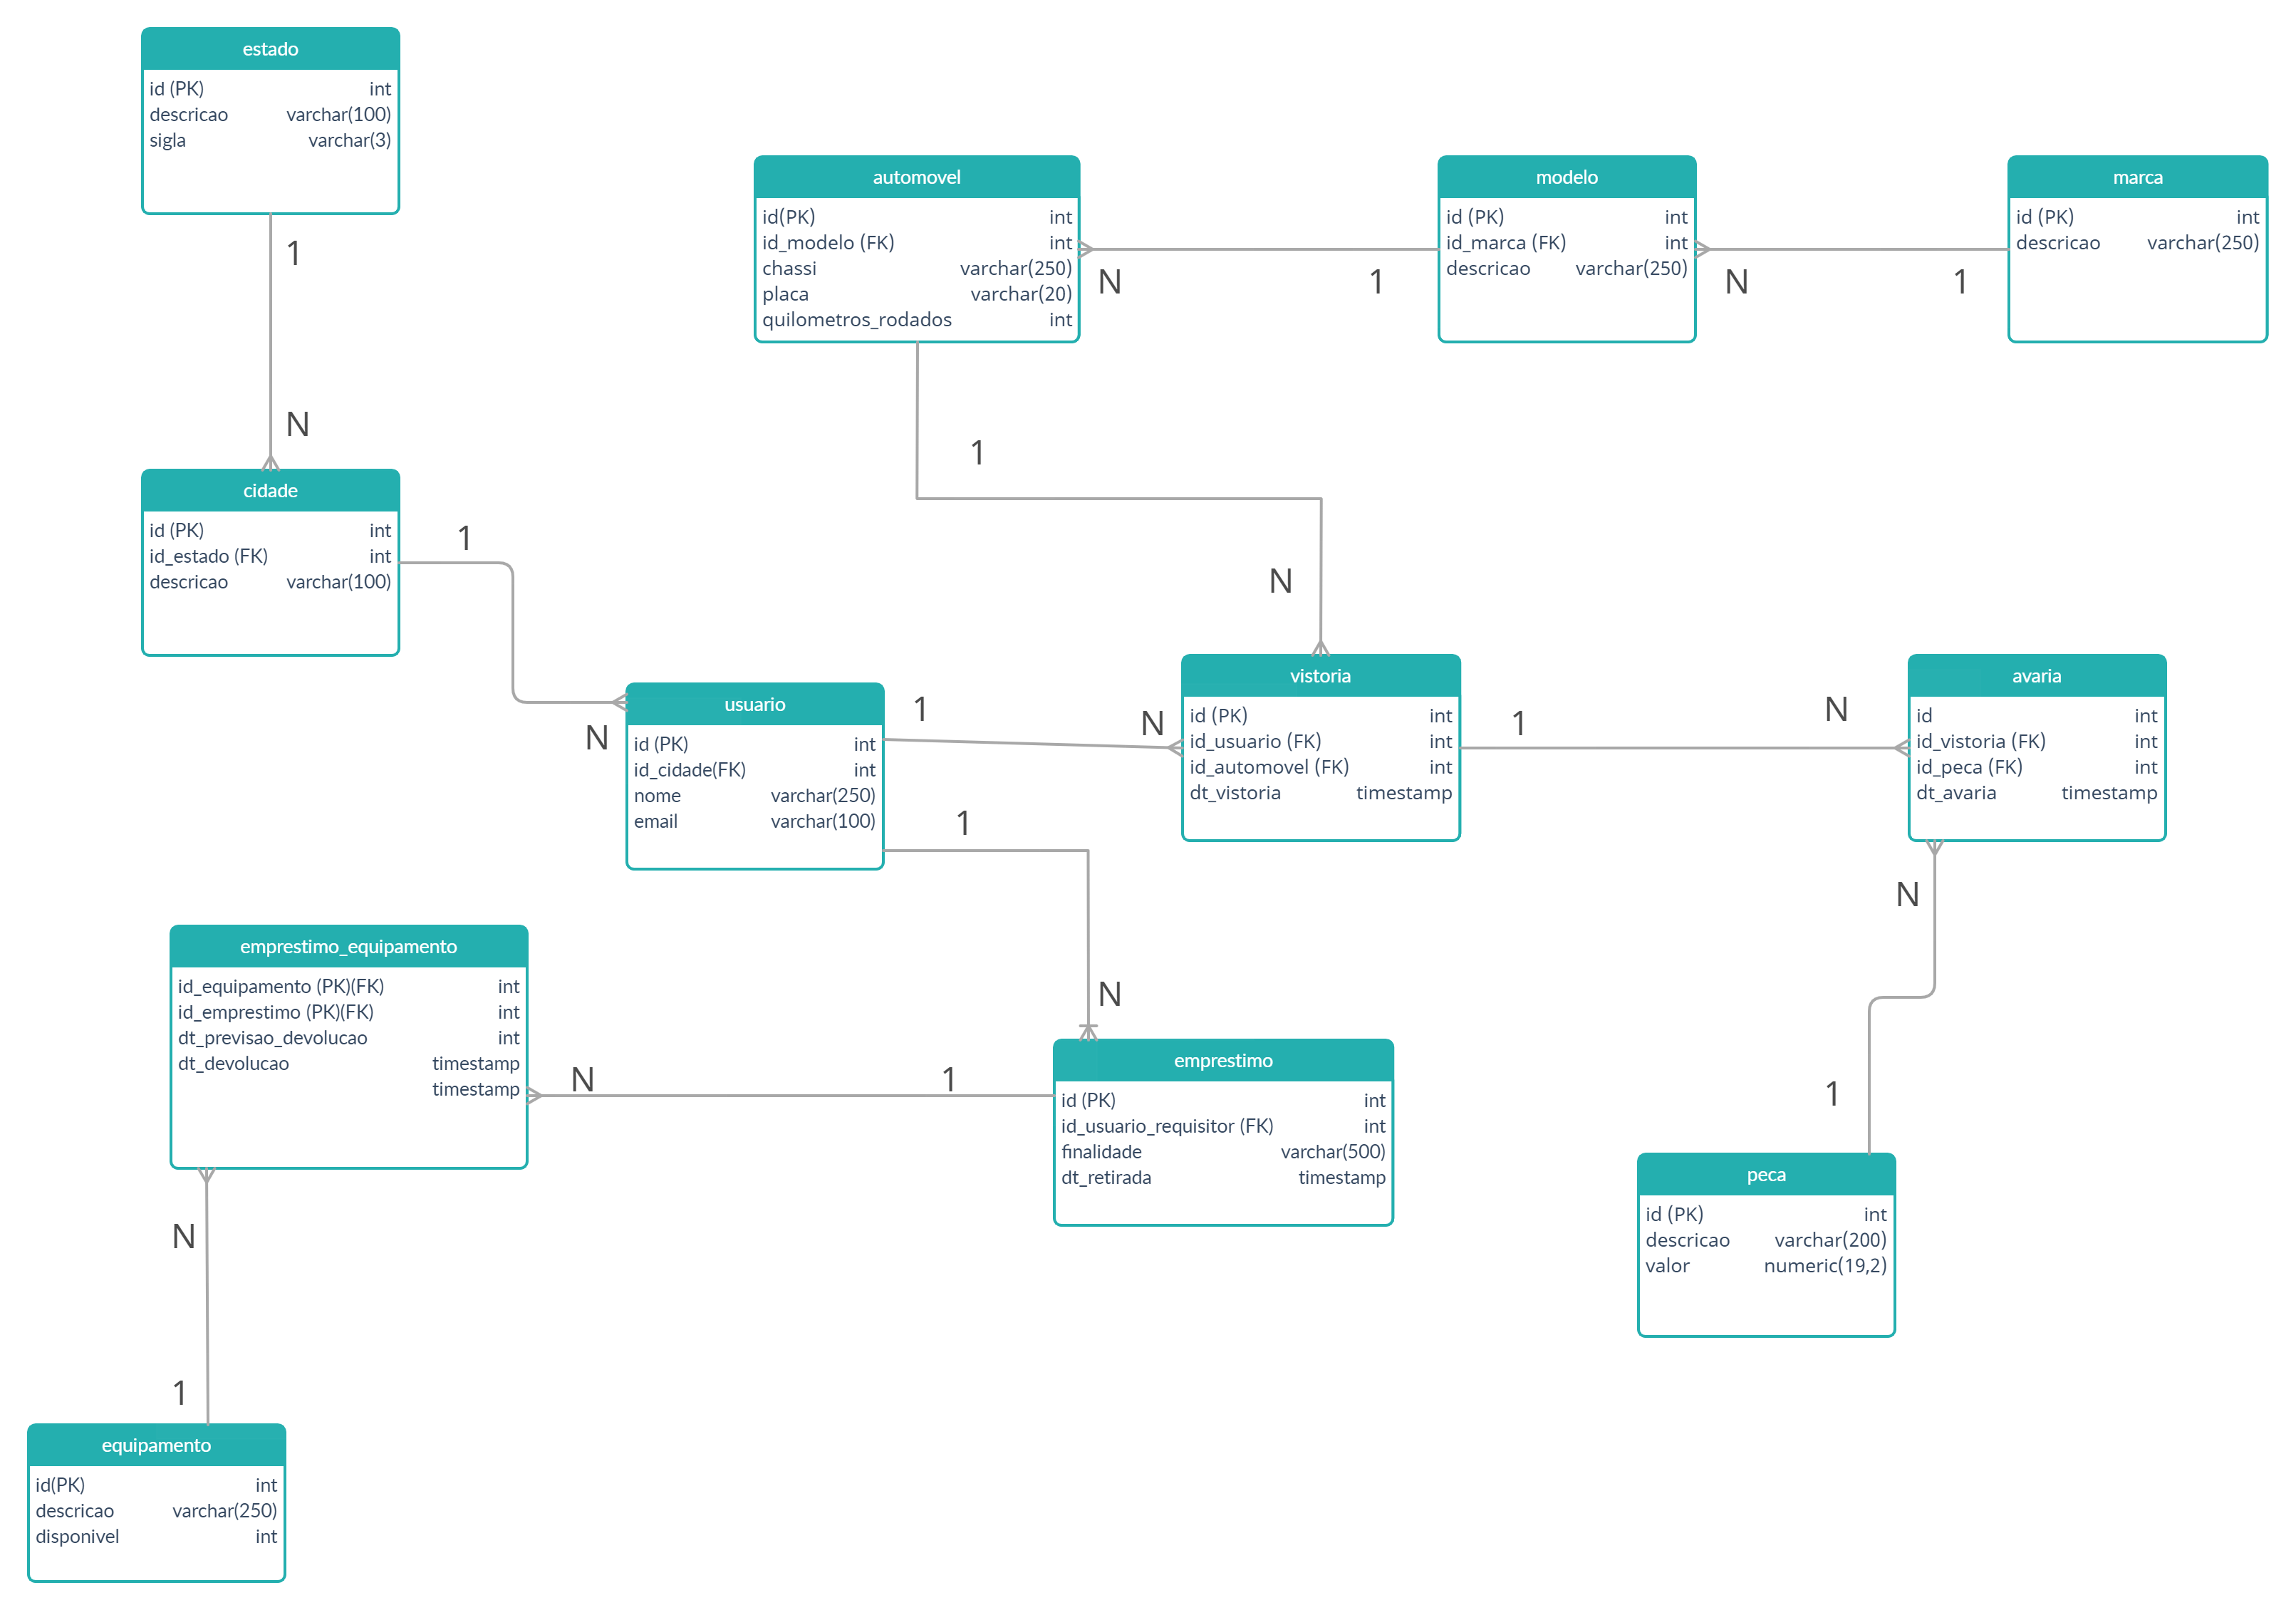 estado
id (PK) int
descricao varchar(100)
sigla varchar(3)
1
N
automovel
id(PK) int
id_modelo (FK) int
chassi varchar(250)
placa varchar(20)
quilometros_rodados int
N
1
modelo
id (PK) int
id_marca (FK) int
descricao varchar(250)
N
1
marca
id (PK) int
descricao varchar(250)
1
N
cidade
id (PK) int
id_estado (FK) int
descricao varchar(100)
1
N
usuario
id (PK) int
id_cidade(FK) int
nome varchar(250)
email varchar(100)
1
N
vistoria
id (PK) int
id_usuario (FK) int
id_automovel (FK) int
dt_vistoria timestamp
1
N
avaria
id int
id_vistoria (FK) int
id_peca (FK) int
dt_avaria timestamp
1
N
N
1
emprestimo_equipamento
id_equipamento (PK)(FK) int
id_emprestimo (PK)(FK) int
dt_previsao_devolucao int
dt_devolucao timestamp
timestamp
N
1
emprestimo
id (PK) int
id_usuario_requisitor (FK) int
finalidade varchar(500)
dt_retirada timestamp
peca
id (PK) int
descricao varchar(200)
valor numeric(19,2)
N
1
equipamento
id(PK) int
descricao varchar(250)
disponivel int